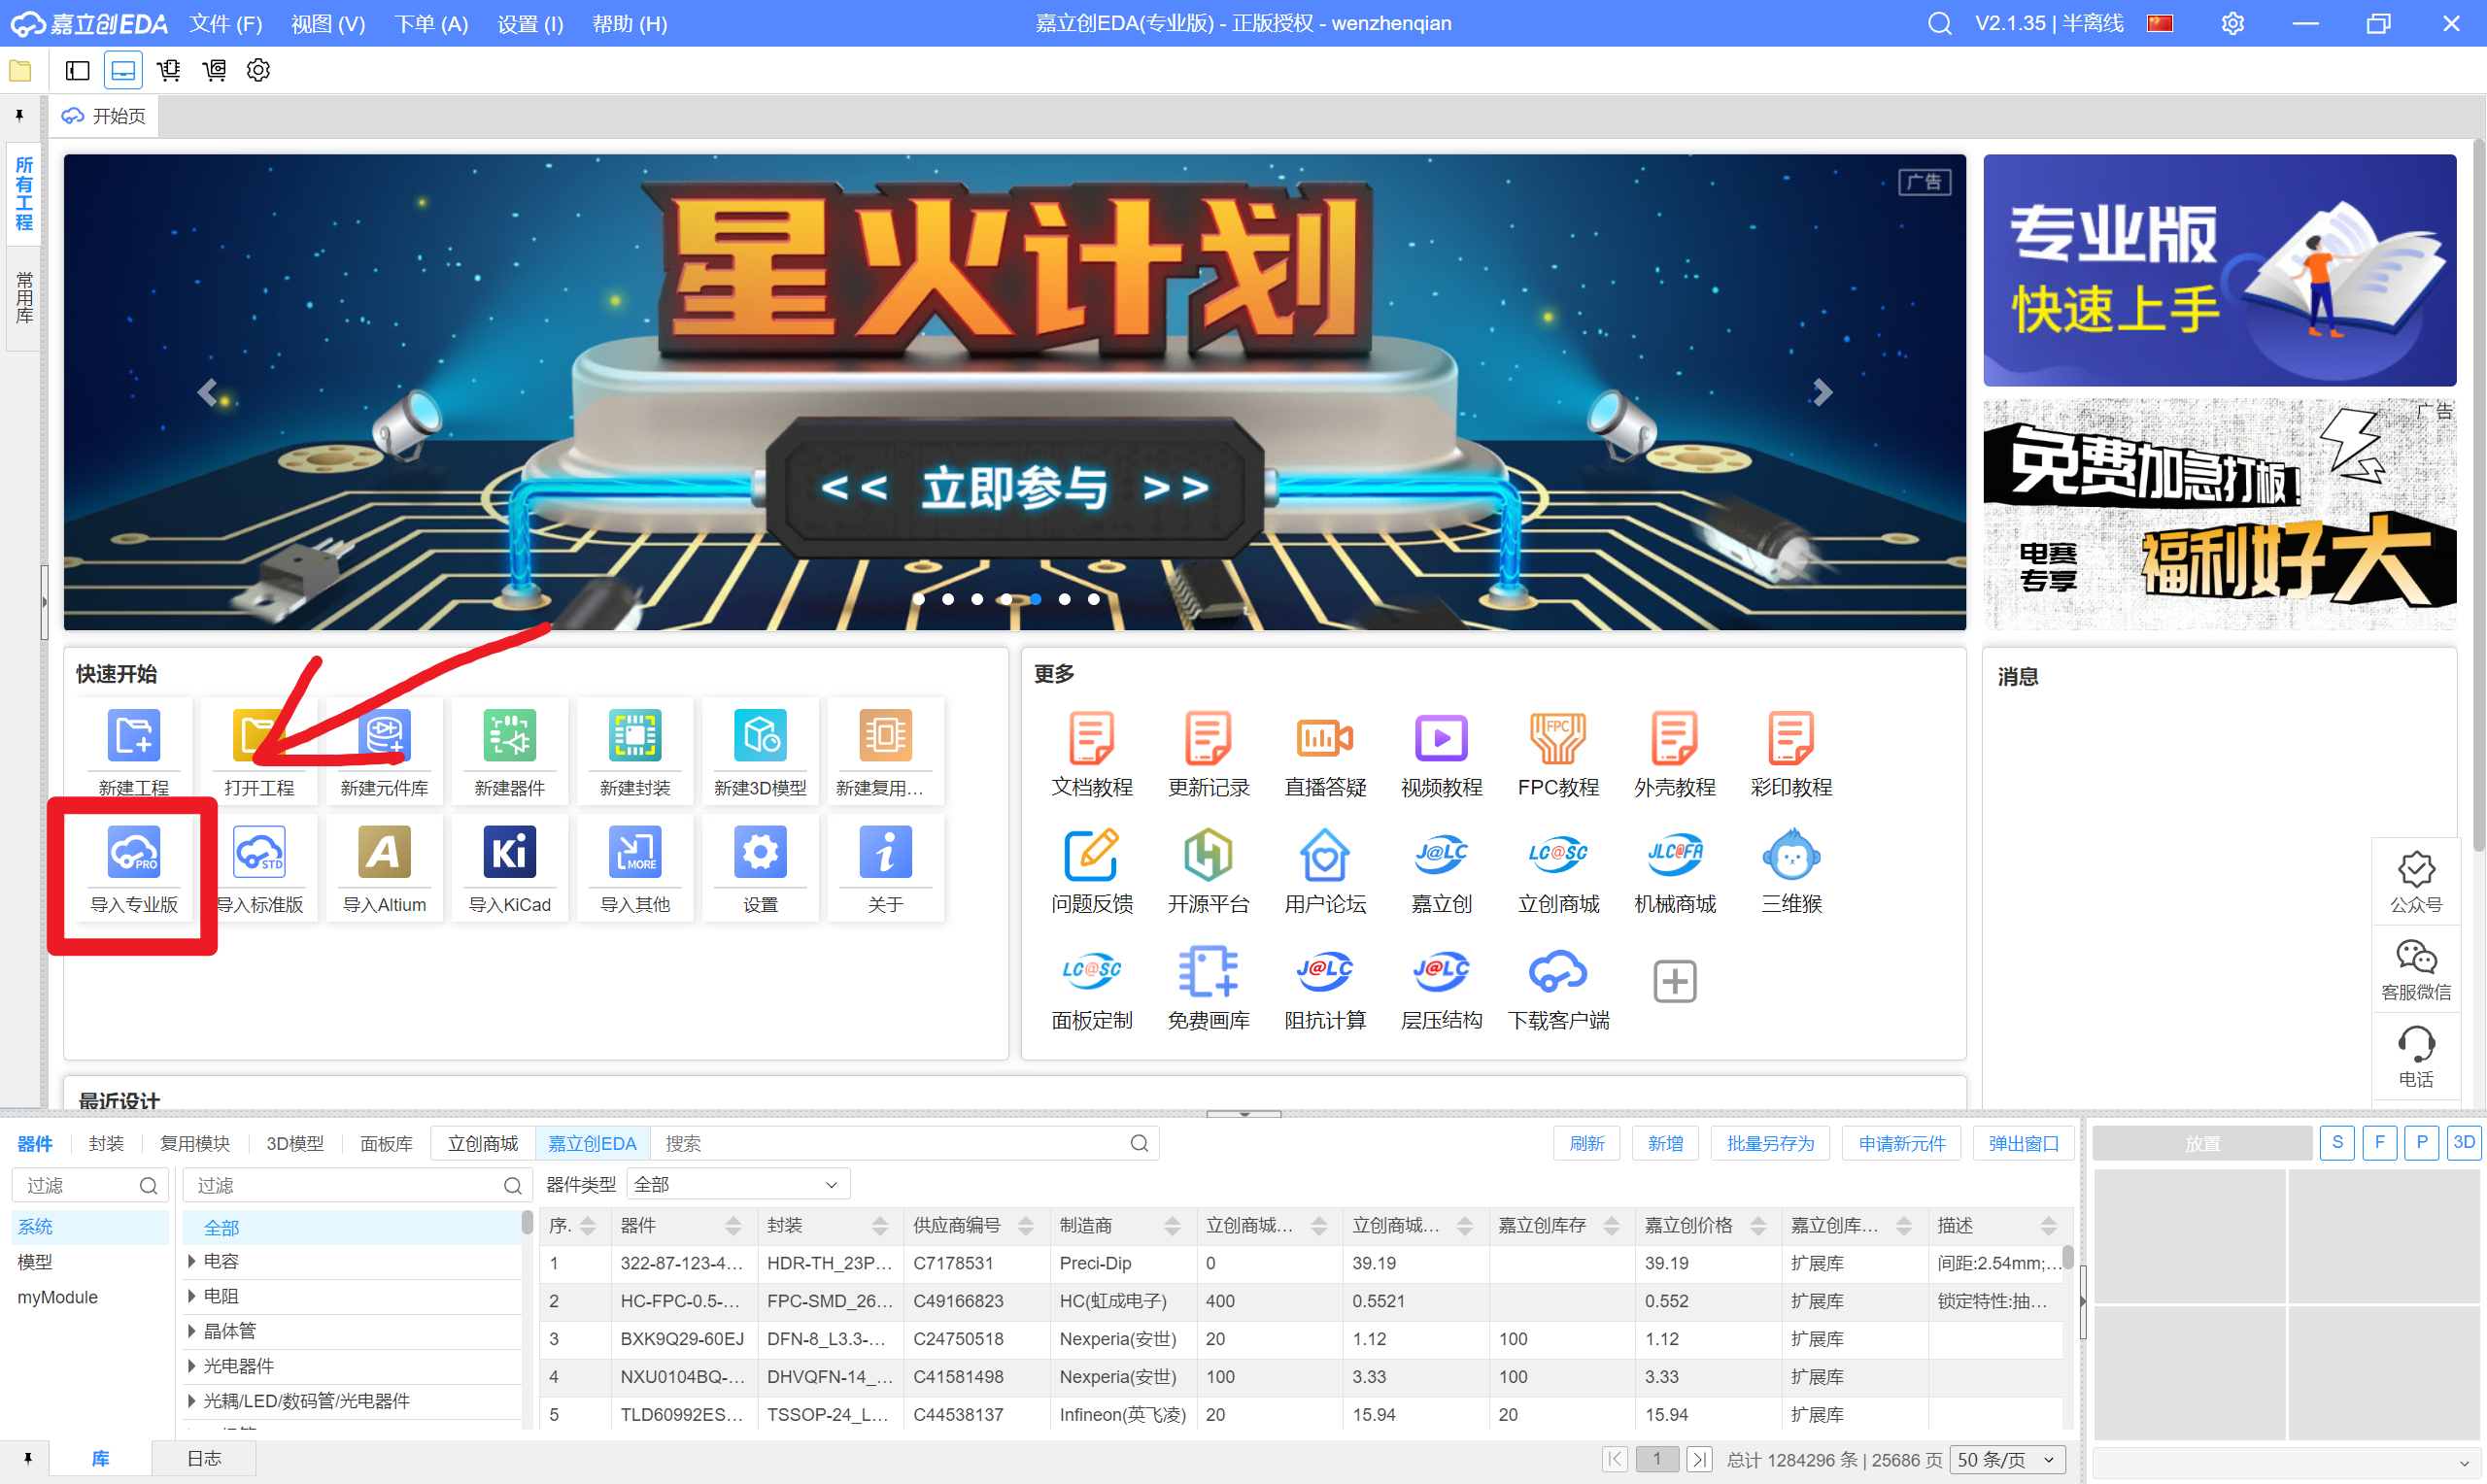 嘉立创EDA 文件 (F) 视图 (V) 下单 (A) 设置 (I) 帮助 (H) 嘉立创EDA(专业版) - 正版授权 - wenzhenqian V2.1.35 | 半离线
开始页
所有工程
常用库
广告
星火计划
<< 立即参与 >>
专业版
快速上手
广告
免费加急打板!
电赛专享
福利好大
快速开始
新建工程 打开工程 新建元件库 新建器件 新建封装 新建3D模型 新建复用...
PRO STD A Ki MORE i
导入专业版 导入标准版 导入Altium 导入KiCad 导入其他 设置 关于
更多
FPC
文档教程 更新记录 直播答疑 视频教程 FPC教程 外壳教程 彩印教程
J@LC LC@SC JLC@FA
问题反馈 开源平台 用户论坛 嘉立创 立创商城 机械商城 三维猴
LC@SC J@LC J@LC
面板定制 免费画库 阻抗计算 层压结构 下载客户端
消息
公众号
客服微信
电话
最近设计
器件 封装 复用模块 3D模型 面板库 立创商城 嘉立创EDA 搜索 刷新 新增 批量另存为 申请新元件 弹出窗口 放置 S F P 3D
过滤 过滤 器件类型 全部
系统
模型
myModule
全部
电容
电阻
晶体管
光电器件
光耦/LED/数码管/光电器件
序. 器件 封装 供应商编号 制造商 立创商城... 立创商城... 嘉立创库存 嘉立创价格 嘉立创库... 描述
1 322-87-123-4... HDR-TH_23P... C7178531 Preci-Dip 0 39.19 39.19 扩展库 间距:2.54mm;...
2 HC-FPC-0.5-... FPC-SMD_26... C49166823 HC(虹成电子) 400 0.5521 0.552 扩展库 锁定特性:抽...
3 BXK9Q29-60EJ DFN-8_L3.3-... C24750518 Nexperia(安世) 20 1.12 100 1.12 扩展库
4 NXU0104BQ-... DHVQFN-14_... C41581498 Nexperia(安世) 100 3.33 100 3.33 扩展库
5 TLD60992ES... TSSOP-24_L... C44538137 Infineon(英飞凌) 20 15.94 20 15.94 扩展库
库 日志 1 总计 1284296 条 | 25686 页 50 条/页